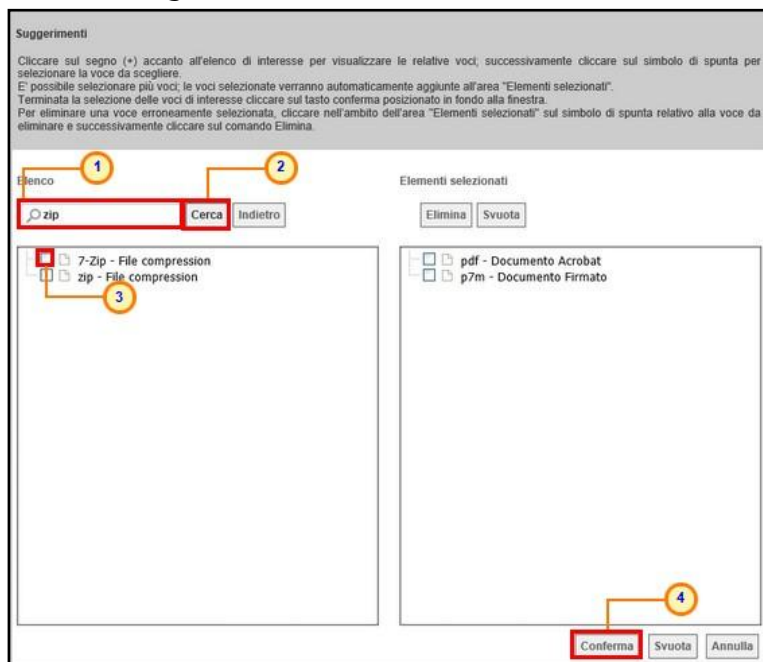 Suggerimenti
Cliccare sul segno (+) accanto all'elenco di interesse per visualizzare le relative voci; successivamente cliccare sul simbolo di spunta per
selezionare la voce da scegliere.
E' possibile selezionare più voci; le voci selezionate verranno automaticamente aggiunte all'area "Elementi selezionati".
Terminata la selezione delle voci di interesse cliccare sul tasto conferma posizionato in fondo alla finestra.
Per eliminare una voce erroneamente selezionata, cliccare nell'ambito dell'area "Elementi selezionati" sul simbolo di spunta relativo alla voce da
eliminare e successivamente cliccare sul comando Elimina.
1
2
Elenco
Elementi selezionati
zip
Cerca
Indietro
Elimina
Svuota
7-Zip - File compression
zip - File compression
3
pdf - Documento Acrobat
p7m - Documento Firmato
4
Conferma
Svuota
Annulla